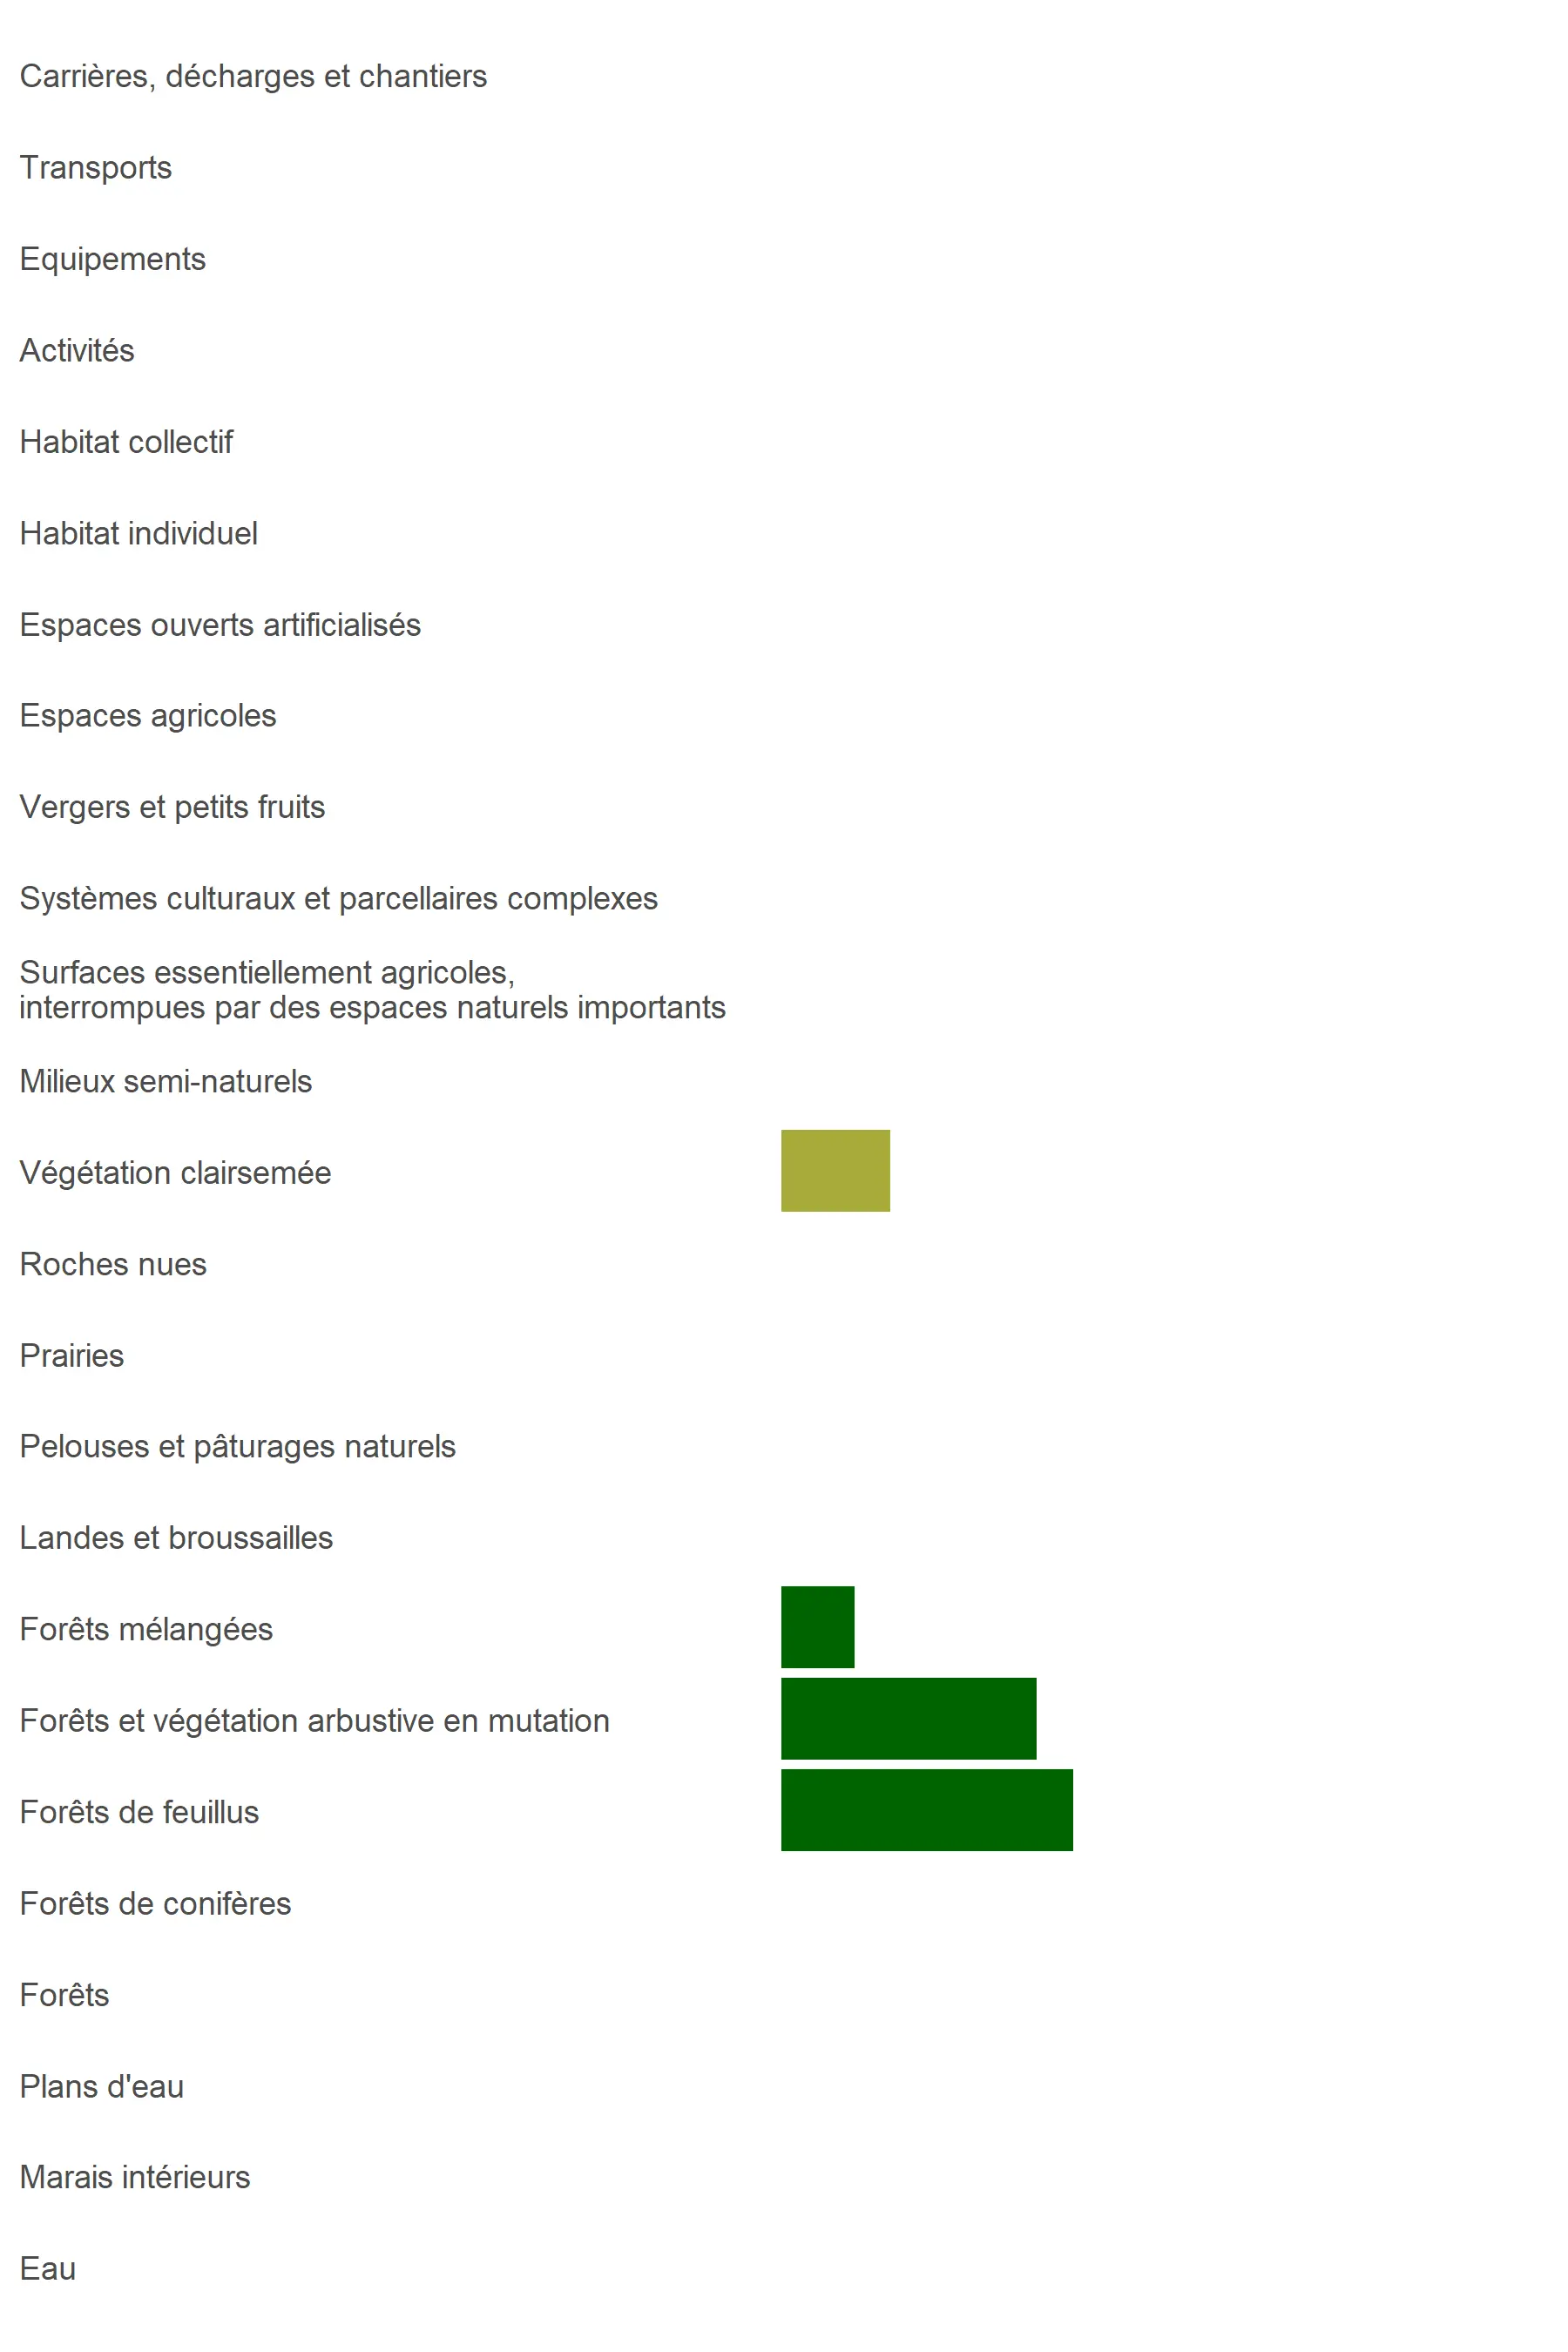 Carrières, décharges et chantiers
Transports
Equipements
Activités
Habitat collectif
Habitat individuel
Espaces ouverts artificialisés
Espaces agricoles
Vergers et petits fruits
Systèmes culturaux et parcellaires complexes
Surfaces essentiellement agricoles,
interrompues par des espaces naturels importants
Milieux semi-naturels
Végétation clairsemée
Roches nues
Prairies
Pelouses et pâturages naturels
Landes et broussailles
Forêts mélangées
Forêts et végétation arbustive en mutation
Forêts de feuillus
Forêts de conifères
Forêts
Plans d'eau
Marais intérieurs
Eau